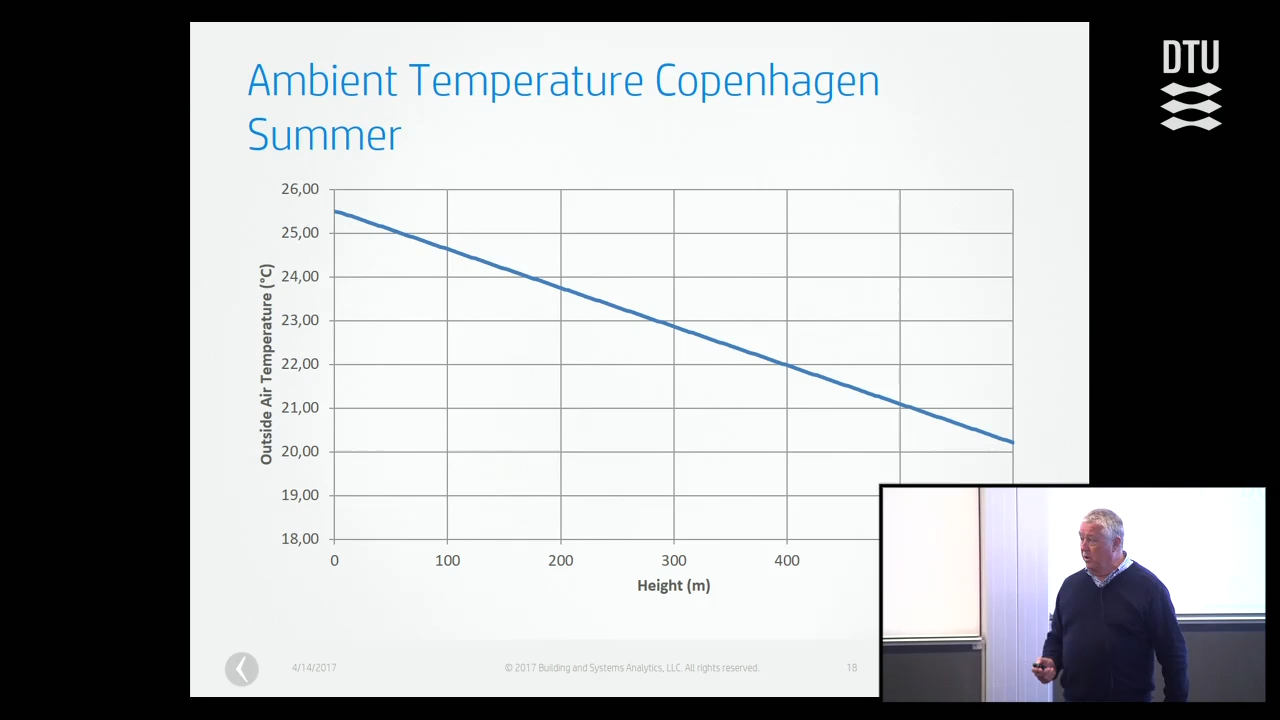 DTU
Ambient Temperature Copenhagen
Summer
26,00
25,00
24,00
23,00
22,00
21,00
20,00
19,00
18,00
Outside Air Temperature (°C)
0 100 200 300 400
Height (m)
4/14/2017 © 2017 Building and Systems Analytics, LLC. All rights reserved. 18